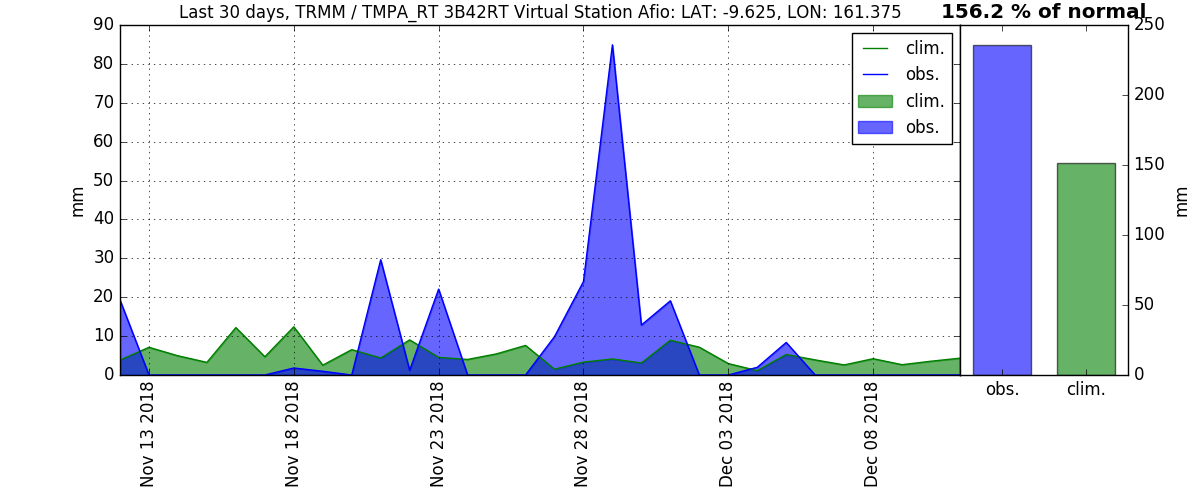 Last 30 days, TRMM / TMPA_RT 3B42RT Virtual Station Afio: LAT: -9.625, LON: 161.375
156.2 % of normal
90
80
70
60
50
40
30
20
10
0
mm
Nov 13 2018
Nov 18 2018
Nov 23 2018
Nov 28 2018
Dec 03 2018
Dec 08 2018
clim.
obs.
clim.
obs.
250
200
150
100
50
0
mm
obs.
clim.